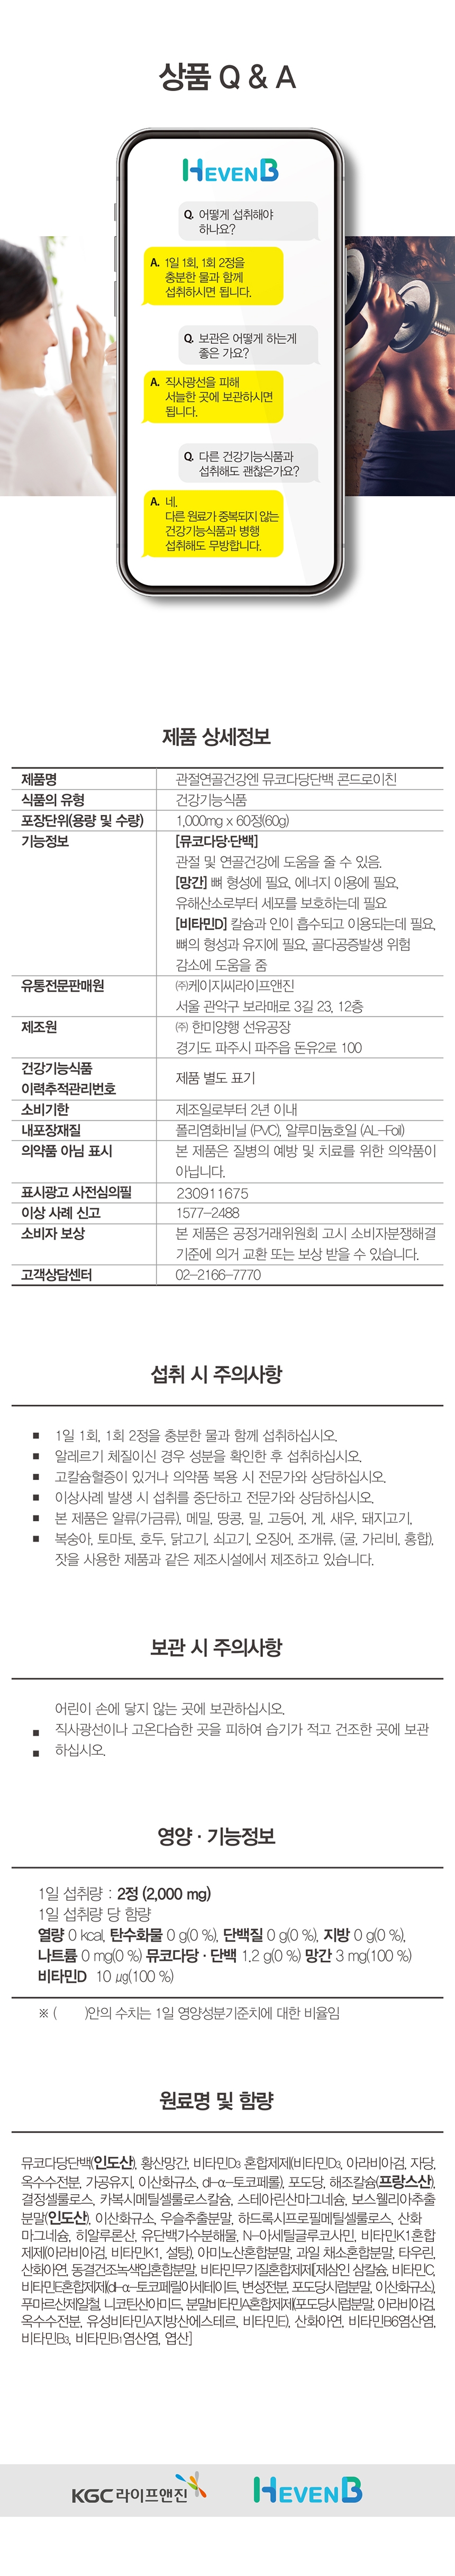 상품 Q & A
HEVENB
Q. 어떻게 섭취해야
하나요?
A. 1일 1회, 1회 2정을
충분한 물과 함께
섭취하시면 됩니다.
Q. 보관은 어떻게 하는게
좋은 가요?
A. 직사광선을 피해
서늘한 곳에 보관하시면
됩니다.
Q. 다른 건강기능식품과
섭취해도 괜찮은가요?
A. 네.
다른 원료가 중복되지 않는
건강기능식품과 병행
섭취해도 무방합니다.
제품 상세정보
제품명 관절연골건강엔 뮤코다당단백 콘드로이친
식품의 유형 건강기능식품
포장단위(용량 및 수량) 1,000mg x 60정(60g)
기능정보 [뮤코다당·단백]
관절 및 연골건강에 도움을 줄 수 있음.
[망간] 뼈 형성에 필요, 에너지 이용에 필요,
유해산소로부터 세포를 보호하는데 필요
[비타민D] 칼슘과 인이 흡수되고 이용되는데 필요,
뼈의 형성과 유지에 필요, 골다공증발생 위험
감소에 도움을 줌
유통전문판매원 ㈜케이지씨라이프앤진
서울 관악구 보라매로 3길 23, 12층
제조원 ㈜ 한미양행 선유공장
경기도 파주시 파주읍 돈유2로 100
건강기능식품
이력추적관리번호 제품 별도 표기
소비기한 제조일로부터 2년 이내
내포장재질 폴리염화비닐 (PVC), 알루미늄호일 (AL-Foil)
의약품 아님 표시 본 제품은 질병의 예방 및 치료를 위한 의약품이
아닙니다.
표시광고 사전심의필 230911675
이상 사례 신고 1577-2488
소비자 보상 본 제품은 공정거래위원회 고시 소비자분쟁해결
기준에 의거 교환 또는 보상 받을 수 있습니다.
고객상담센터 02-2166-7770
섭취 시 주의사항
■ 1일 1회, 1회 2정을 충분한 물과 함께 섭취하십시오.
■ 알레르기 체질이신 경우 성분을 확인한 후 섭취하십시오.
■ 고칼슘혈증이 있거나 의약품 복용 시 전문가와 상담하십시오.
■ 이상사례 발생 시 섭취를 중단하고 전문가와 상담하십시오.
■ 본 제품은 알류(가금류), 메밀, 땅콩, 밀, 고등어, 게, 새우, 돼지고기,
■ 복숭아, 토마토, 호두, 닭고기, 쇠고기, 오징어, 조개류, (굴, 가리비, 홍합),
잣을 사용한 제품과 같은 제조시설에서 제조하고 있습니다.
보관 시 주의사항
어린이 손에 닿지 않는 곳에 보관하십시오.
■ 직사광선이나 고온다습한 곳을 피하여 습기가 적고 건조한 곳에 보관
■ 하십시오.
영양 · 기능정보
1일 섭취량 : 2정 (2,000 mg)
1일 섭취량 당 함량
열량 0 kcal, 탄수화물 0 g(0 %), 단백질 0 g(0 %), 지방 0 g(0 %),
나트륨 0 mg(0 %) 뮤코다당 · 단백 1.2 g(0 %) 망간 3 mg(100 %)
비타민D 10 ㎍(100 %)
※ ( )안의 수치는 1일 영양성분기준치에 대한 비율임
원료명 및 함량
뮤코다당단백(인도산), 황산망간, 비타민D3 혼합제제(비타민D3, 아라비아검, 자당,
옥수수전분, 가공유지, 이산화규소, dl-α-토코페롤), 포도당, 해조칼슘(프랑스산),
결정셀룰로스, 카복시메틸셀룰로스칼슘, 스테아린산마그네슘, 보스웰리아추출
분말(인도산), 이산화규소, 우슬추출분말, 하드록시프로필메틸셀룰로스, 산화
마그네슘, 히알루론산, 유단백가수분해물, N-아세틸글루코사민, 비타민K1혼합
제제(아라비아검, 비타민K1, 설탕), 아미노산혼합분말, 과일 채소혼합분말, 타우린,
산화아연, 동결건조녹색입홍합분말, 비타민무기질혼합제제[제삼인 삼칼슘, 비타민C,
비타민E혼합제제(dl-α-토코페릴아세테이트, 변성전분, 포도당시럽분말, 이산화규소),
푸마르산제일철, 니코틴산아미드, 분말비타민A혼합제제(포도당시럽분말, 아라비아검,
옥수수전분, 유성비타민A지방산에스테르, 비타민E), 산화아연, 비타민B6염산염,
비타민B3, 비타민B1염산염, 엽산]
KGC 라이프앤진 HEVENB